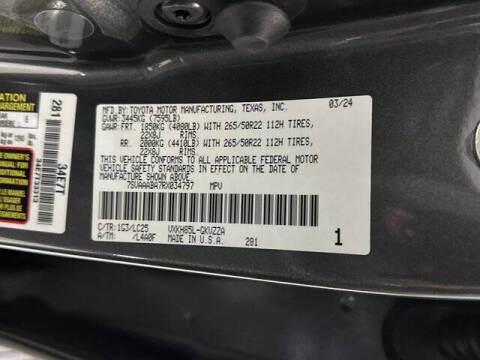 MFD.BY:TOYOTA MOTOR MANUFACTURING, TEXAS, INC. 03/24
GVWR:3445KG (7595LB)
GAWR: FRT. 1850KG (4080LB) WITH 265/50R22 112H TIRES,
22X8J RIMS
RR. 2000KG (4410LB) WITH 265/50R22 112H TIRES,
22X8J RIMS
THIS VEHICLE CONFORMS TO ALL APPLICABLE FEDERAL MOTOR
VEHICLE SAFETY STANDARDS IN EFFECT ON THE DATE OF
MANUFACTURE SHOWN ABOVE.
7SVAAABA7RX034797 MPV
C/TR:1G3/LC25 VXKH85L-GKVZZA
A/TM: /L4A0F MADE IN U.S.A. 281 1
281
34E7T